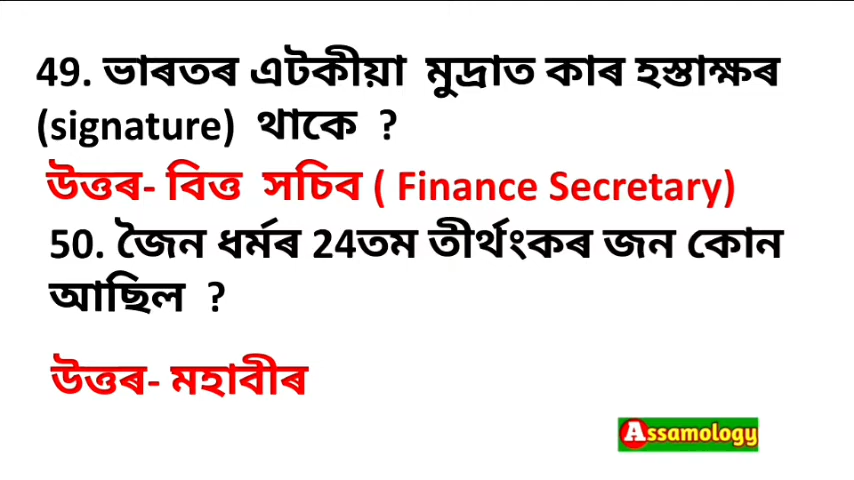 49. ভাৰতৰ এটকীয়া মুদ্ৰাত কাৰ হস্তাক্ষৰ
(signature) থাকে ?
উত্তৰ- বিত্ত সচিব ( Finance Secretary)
50. জৈন ধৰ্মৰ 24তম তীৰ্থংকৰ জন কোন
আছিল ?
উত্তৰ- মহাবীৰ
Assamology